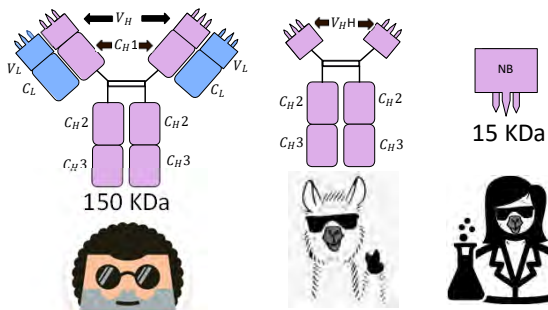 V_H
C_H1
V_L
C_L
V_L
C_L
C_H2
C_H2
C_H3
C_H3
150 KDa
V_HH
C_H2
C_H2
C_H3
C_H3
NB
15 KDa